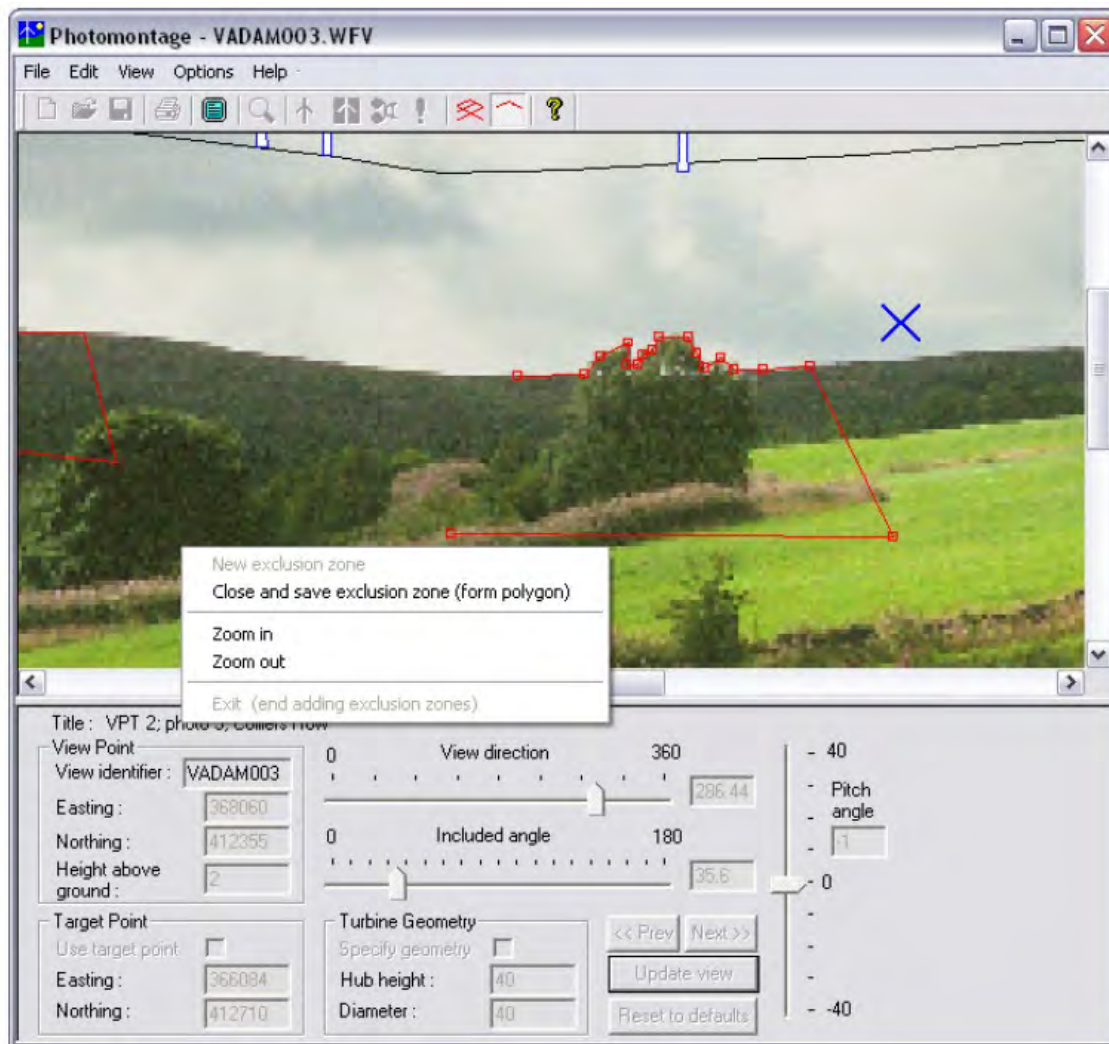 Photomontage - VADAM003.WFV
File Edit View Options Help
New exclusion zone
Close and save exclusion zone (form polygon)
Zoom in
Zoom out
Exit (end adding exclusion zones)
Title : VPT 2; photo 3; Colliers Row
View Point
View identifier : VADAM003
Easting : 368060
Northing : 412355
Height above
ground : 2
0 View direction 360
286.44
0 Included angle 180
35.6
40
Pitch
angle
-1
0
-40
Target Point
Use target point
Easting : 366084
Northing : 412710
Turbine Geometry
Specify geometry
Hub height : 40
Diameter : 40
<< Prev Next >>
Update view
Reset to defaults